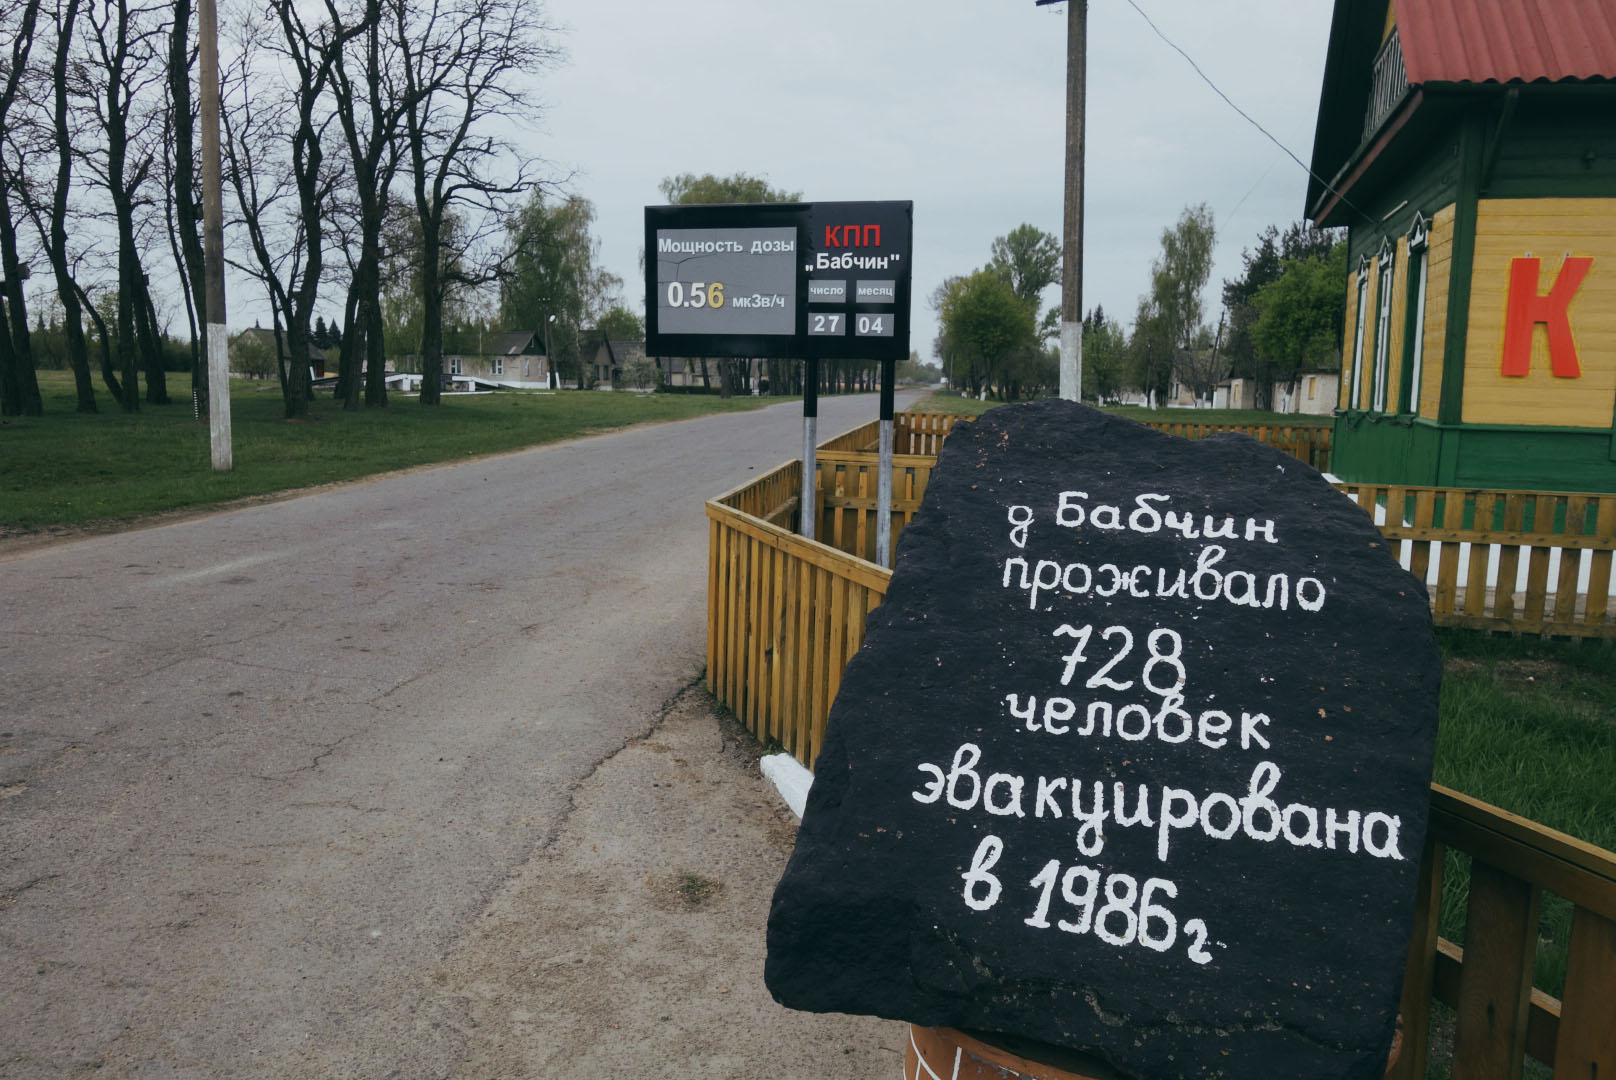 Мощность дозы
0.56 мкЗв/ч
КПП
„Бабчин"
число месяц
27 04
К
д Бабчин
проживало
728
человек
эвакуирована
в 1986г